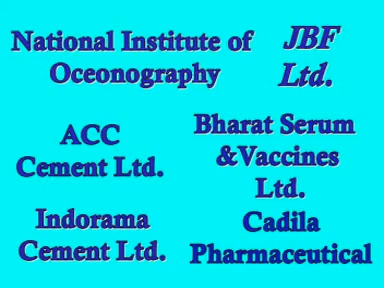 National Institute of
Oceonography
JBF
Ltd.
ACC
Cement Ltd.
Bharat Serum
&Vaccines
Ltd.
Indorama
Cement Ltd.
Cadila
Pharmaceutical